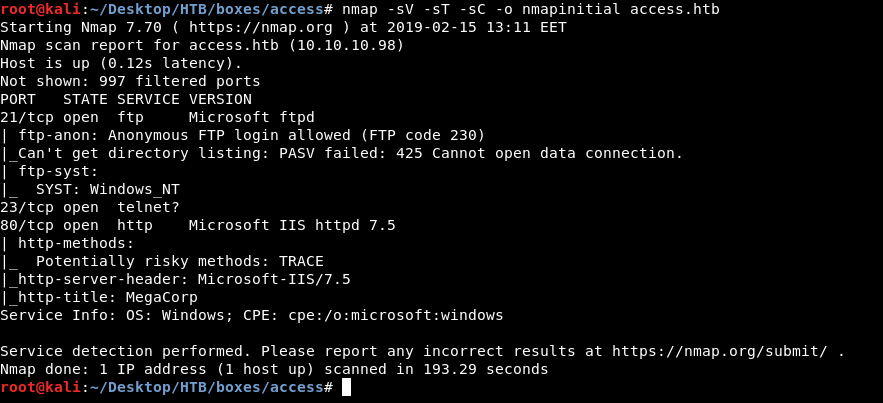 root@kali:~/Desktop/HTB/boxes/access# nmap -sV -sT -sC -o nmapinitial access.htb
Starting Nmap 7.70 ( https://nmap.org ) at 2019-02-15 13:11 EET
Nmap scan report for access.htb (10.10.10.98)
Host is up (0.12s latency).
Not shown: 997 filtered ports
PORT   STATE SERVICE VERSION
21/tcp open  ftp     Microsoft ftpd
| ftp-anon: Anonymous FTP login allowed (FTP code 230)
|_Can't get directory listing: PASV failed: 425 Cannot open data connection.
| ftp-syst:
|_  SYST: Windows_NT
23/tcp open  telnet?
80/tcp open  http    Microsoft IIS httpd 7.5
| http-methods:
|_  Potentially risky methods: TRACE
|_http-server-header: Microsoft-IIS/7.5
|_http-title: MegaCorp
Service Info: OS: Windows; CPE: cpe:/o:microsoft:windows

Service detection performed. Please report any incorrect results at https://nmap.org/submit/ .
Nmap done: 1 IP address (1 host up) scanned in 193.29 seconds
root@kali:~/Desktop/HTB/boxes/access#